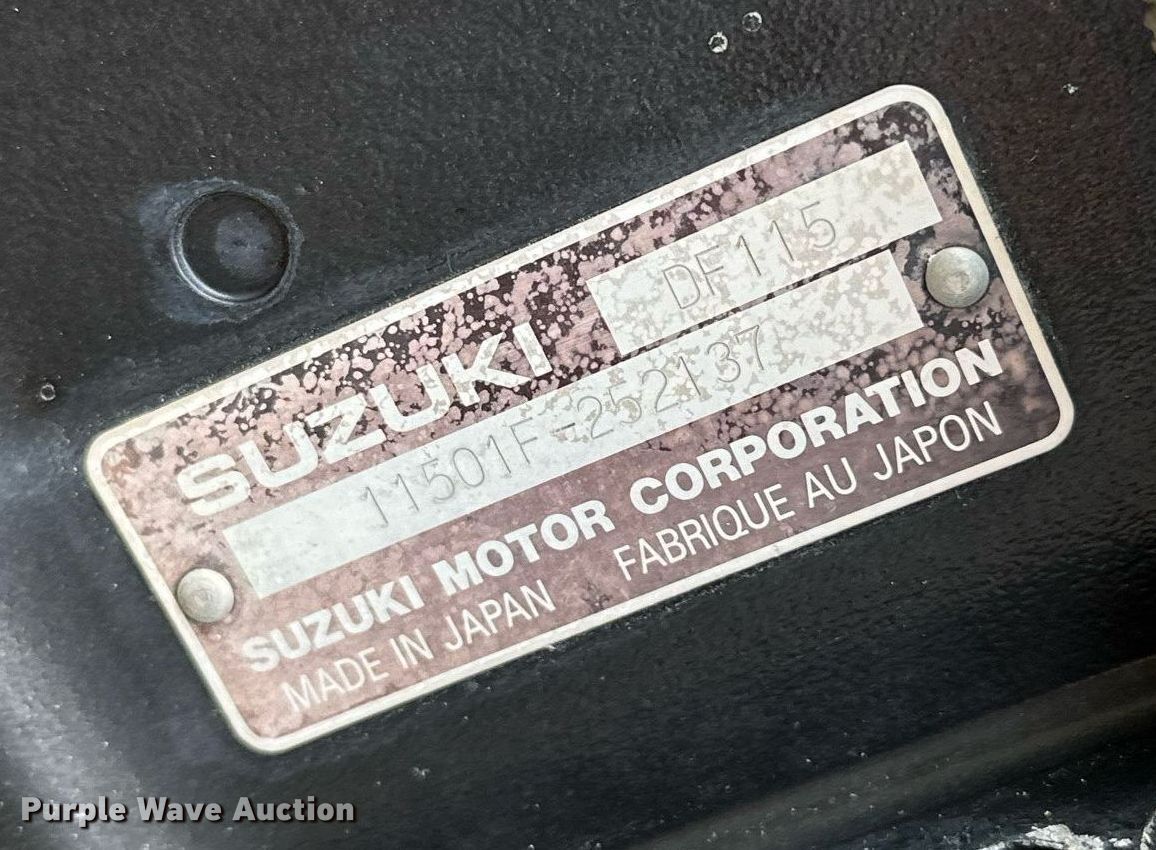 SUZUKI DF115
11501F-252137
SUZUKI MOTOR CORPORATION
MADE IN JAPAN FABRIQUE AU JAPON
Purple Wave Auction